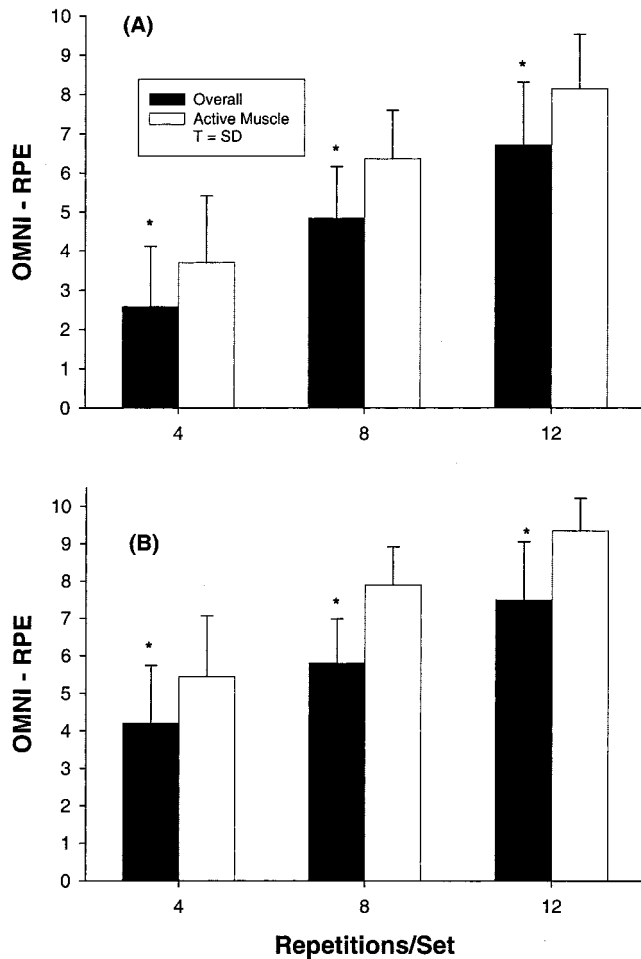 (A)
10
9
8
7
6
5
4
3
2
1
0
OMNI - RPE
Overall
Active Muscle
T = SD
*
*
*
4 8 12
(B)
10
9
8
7
6
5
4
3
2
1
0
OMNI - RPE
*
*
*
4 8 12
Repetitions/Set